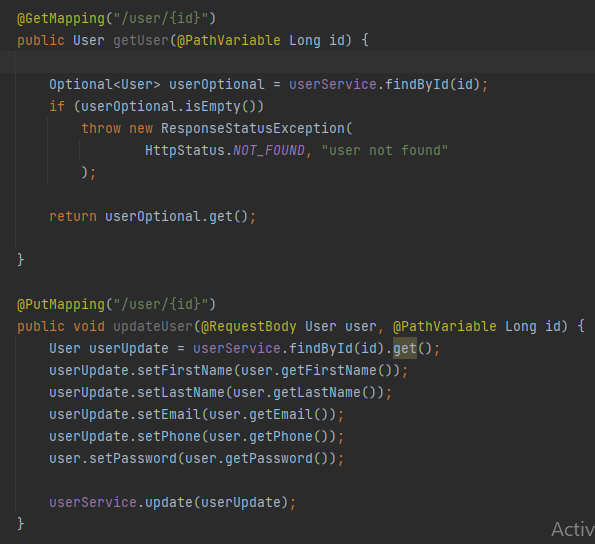 @GetMapping("/user/{id}")
public User getUser(@PathVariable Long id) {
Optional<User> userOptional = userService.findById(id);
if (userOptional.isEmpty())
throw new ResponseStatusException(
HttpStatus.NOT_FOUND, "user not found"
);
return userOptional.get();
}
@PutMapping("/user/{id}")
public void updateUser(@RequestBody User user, @PathVariable Long id) {
User userUpdate = userService.findById(id).get();
userUpdate.setFirstName(user.getFirstName());
userUpdate.setLastName(user.getLastName());
userUpdate.setEmail(user.getEmail());
userUpdate.setPhone(user.getPhone());
user.setPassword(user.getPassword());
userService.update(userUpdate);
}
Activ